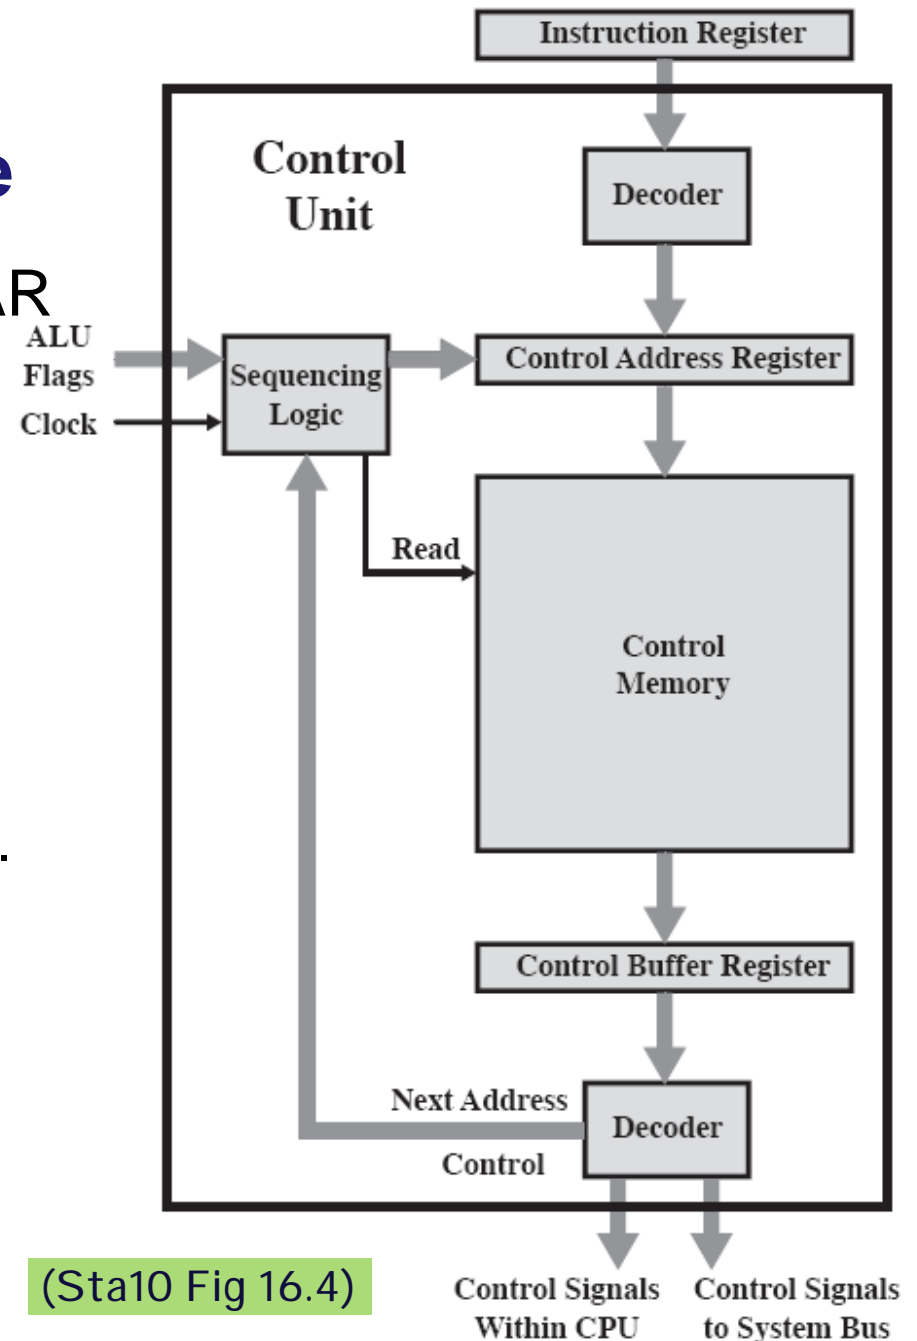 Instruction Register
Control
Unit
Decoder
e
AR
ALU
Flags
Clock
Sequencing
Logic
Control Address Register
Read
Control
Memory
.
Control Buffer Register
Next Address
Control
Decoder
(Sta10 Fig 16.4)
Control Signals
Within CPU
Control Signals
to System Bus